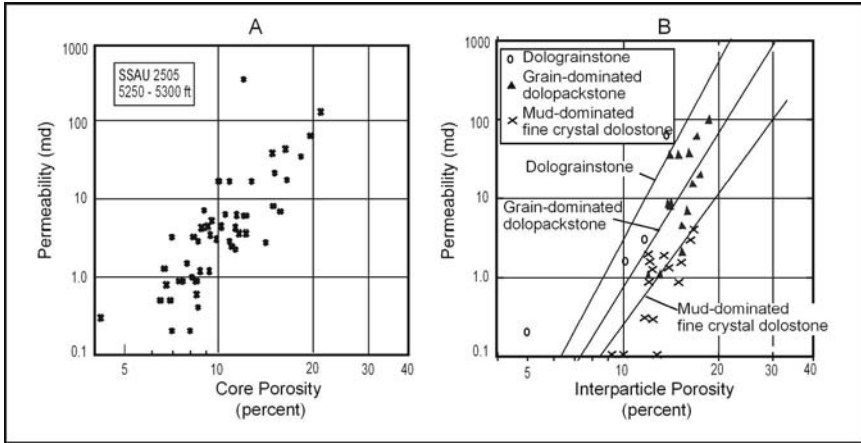 A
1000
100
10
1.0
0.1
Permeability (md)
SSAU 2505
5250 - 5300 ft
5
10
20
30
40
Core Porosity
(percent)
B
1000
100
10
1.0
0.1
Permeability (md)
Dolograinstone
Grain-dominated
dolopackstone
Mud-dominated
fine crystal dolostone
Dolograinstone
Grain-dominated
dolopackstone
Mud-dominated
fine crystal dolostone
5
10
20
30
40
Interparticle Porosity
(percent)